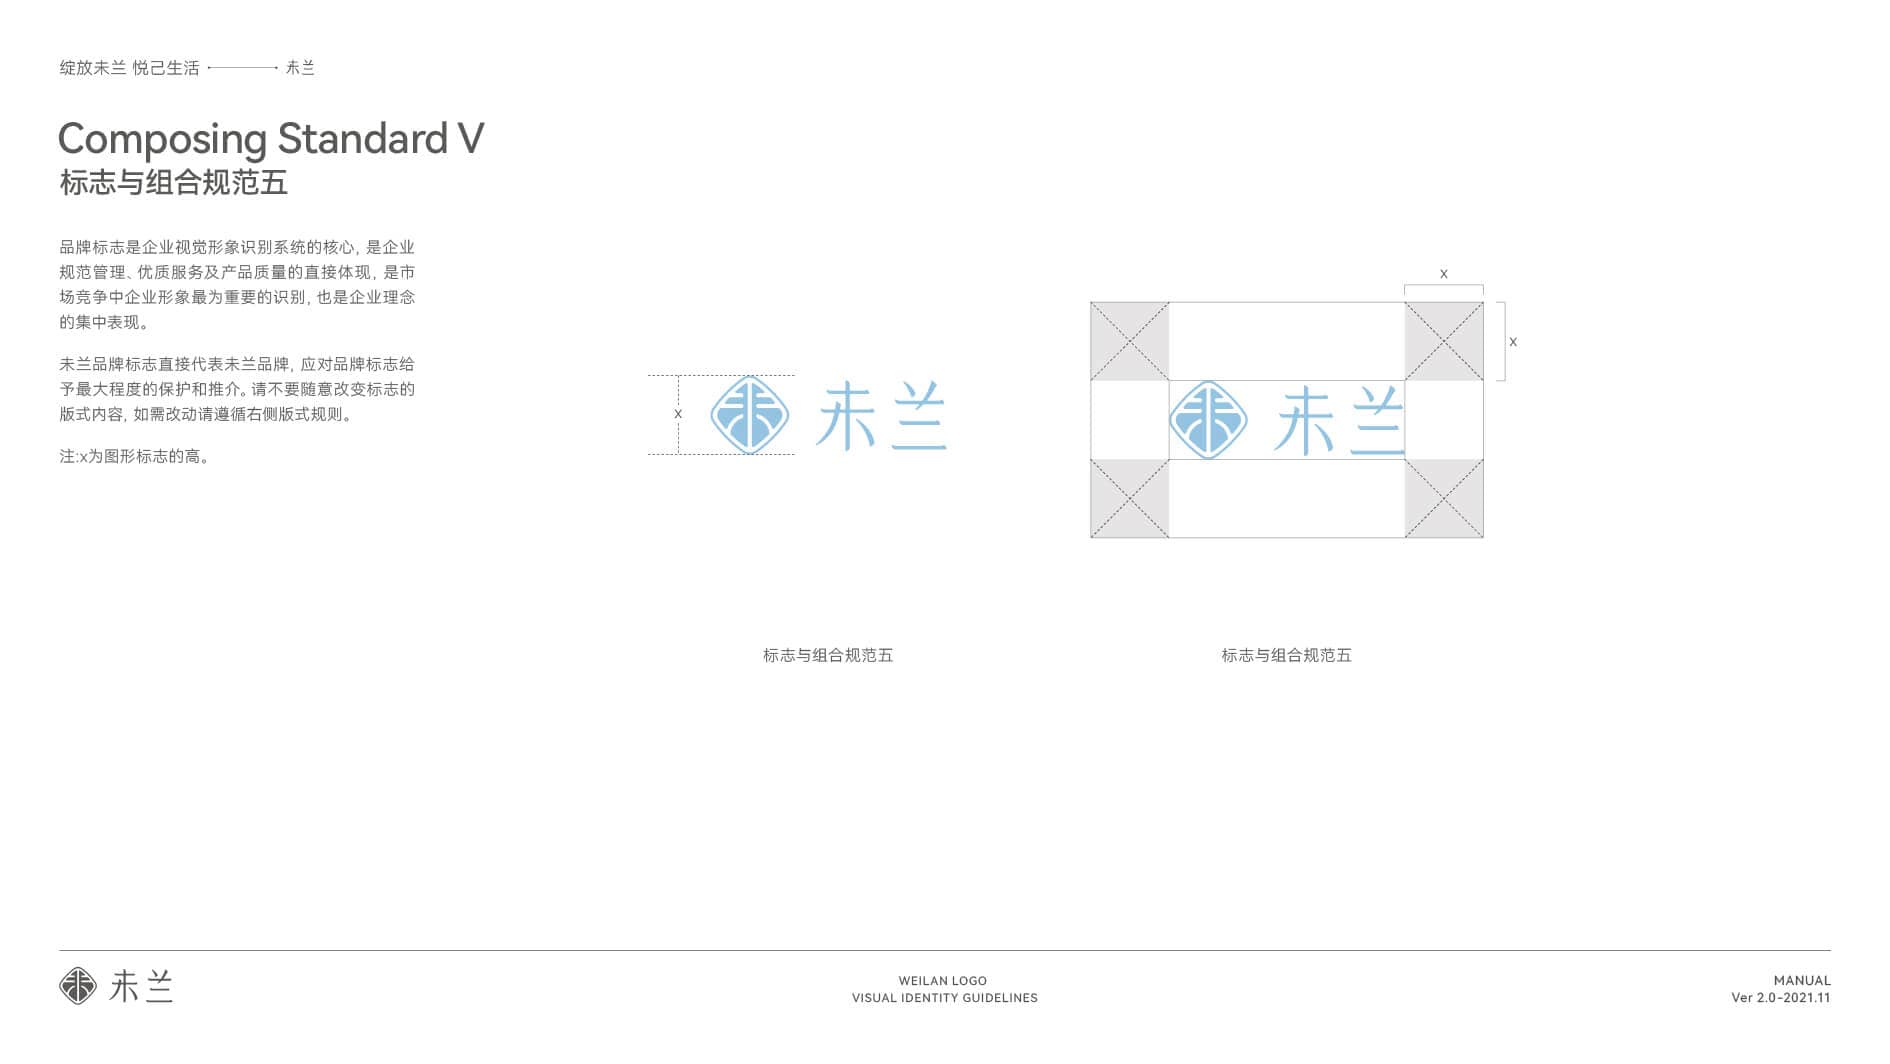 绽放未兰 悦己生活 未兰
Composing Standard V
标志与组合规范五
品牌标志是企业视觉形象识别系统的核心, 是企业
规范管理、优质服务及产品质量的直接体现, 是市
场竞争中企业形象最为重要的识别, 也是企业理念
的集中表现。
未兰品牌标志直接代表未兰品牌, 应对品牌标志给
予最大程度的保护和推介。请不要随意改变标志的
版式内容, 如需改动请遵循右侧版式规则。
注:x为图形标志的高。
X
未兰
X
X
未兰
标志与组合规范五
标志与组合规范五
未兰
WEILAN LOGO
VISUAL IDENTITY GUIDELINES
MANUAL
Ver 2.0-2021.11